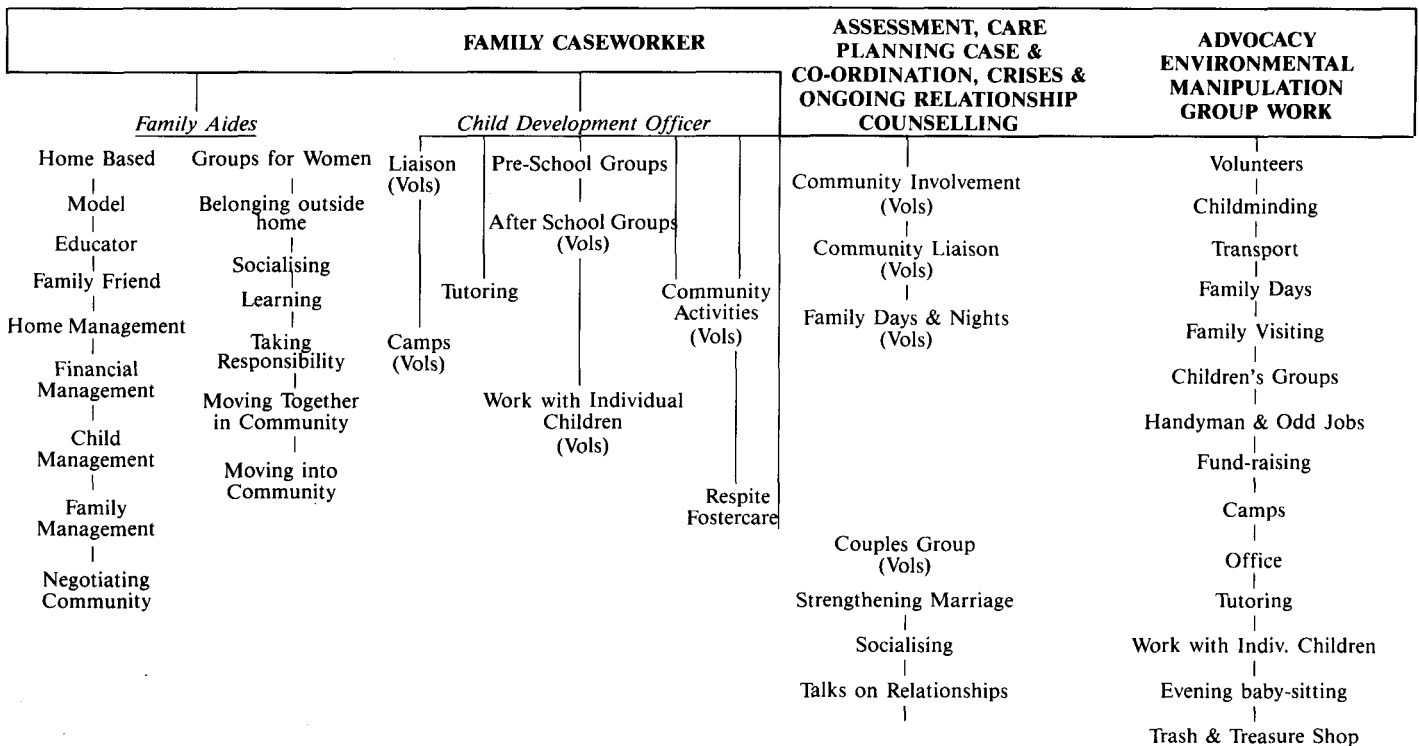 FAMILY CASEWORKER
ASSESSMENT, CARE
PLANNING CASE &
CO-ORDINATION, CRISES &
ONGOING RELATIONSHIP
COUNSELLING
ADVOCACY
ENVIRONMENTAL
MANIPULATION
GROUP WORK
Family Aides
Home Based
Model
Educator
Family Friend
Home Management
Financial
Management
Child
Management
Family
Management
Negotiating
Community
Groups for Women
Belonging outside
home
Socialising
Learning
Taking
Responsibility
Moving Together
in Community
Moving into
Community
Child Development Officer
Liaison
(Vols)
Camps
(Vols)
Tutoring
Pre-School Groups
After School Groups
(Vols)
Work with Individual
Children
(Vols)
Community
Activities
(Vols)
Respite
Fostercare
Community Involvement
(Vols)
Community Liaison
(Vols)
Family Days & Nights
(Vols)
Couples Group
(Vols)
Strengthening Marriage
Socialising
Talks on Relationships
Volunteers
Childminding
Transport
Family Days
Family Visiting
Children's Groups
Handyman & Odd Jobs
Fund-raising
Camps
Office
Tutoring
Work with Indiv. Children
Evening baby-sitting
Trash & Treasure Shop